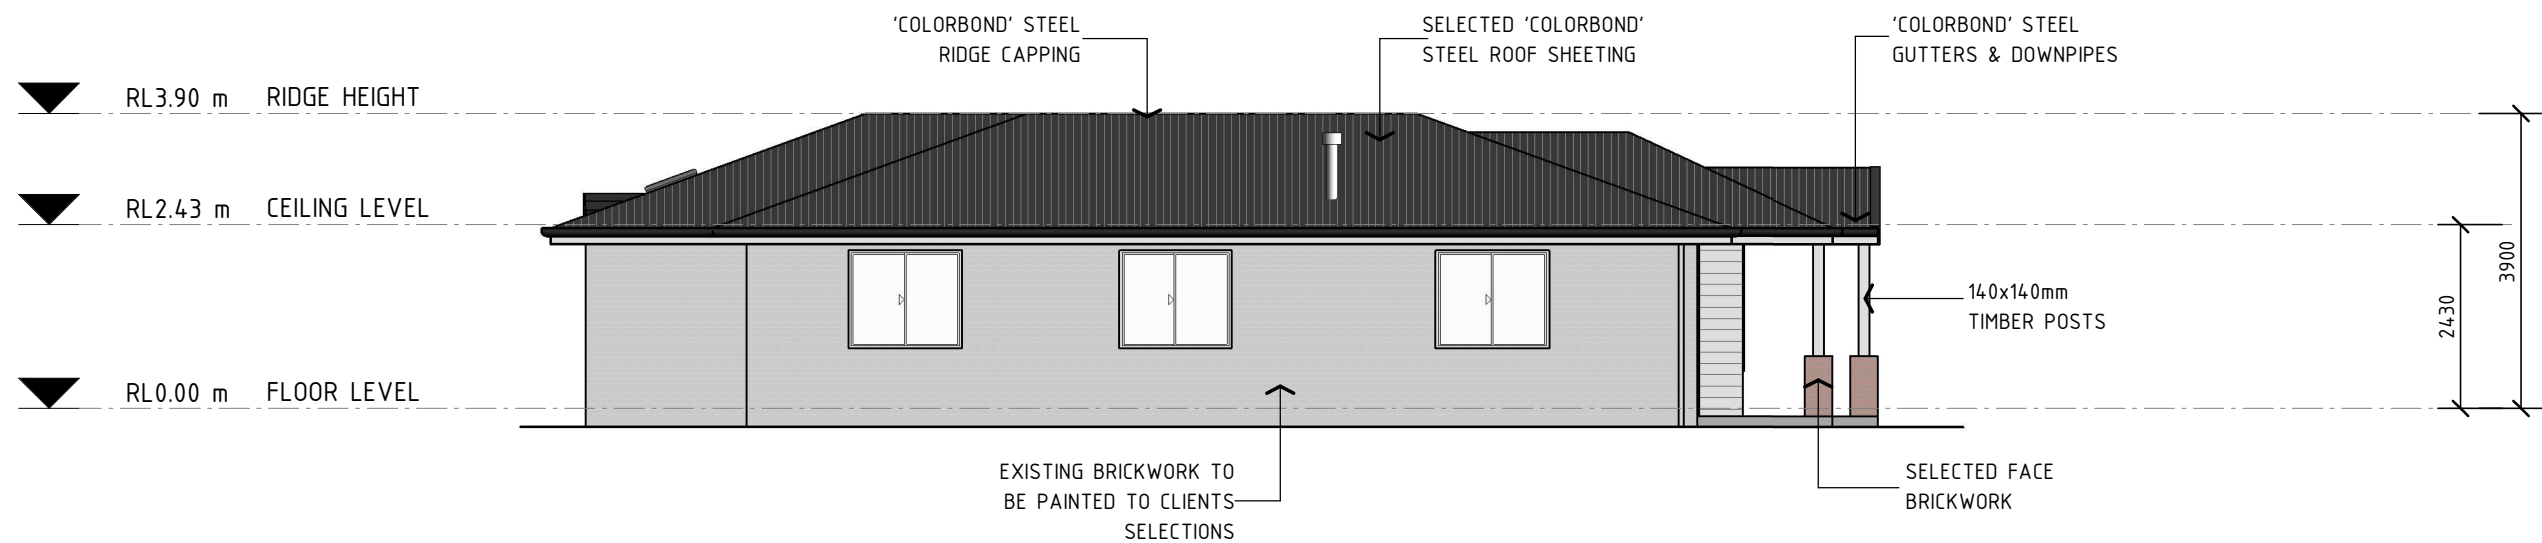 'COLORBOND' STEEL
RIDGE CAPPING
SELECTED 'COLORBOND'
STEEL ROOF SHEETING
'COLORBOND' STEEL
GUTTERS & DOWNPIPES
RL3.90 m RIDGE HEIGHT
RL2.43 m CEILING LEVEL
RL0.00 m FLOOR LEVEL
140x140mm
TIMBER POSTS
2430
3900
EXISTING BRICKWORK TO
BE PAINTED TO CLIENTS
SELECTIONS
SELECTED FACE
BRICKWORK